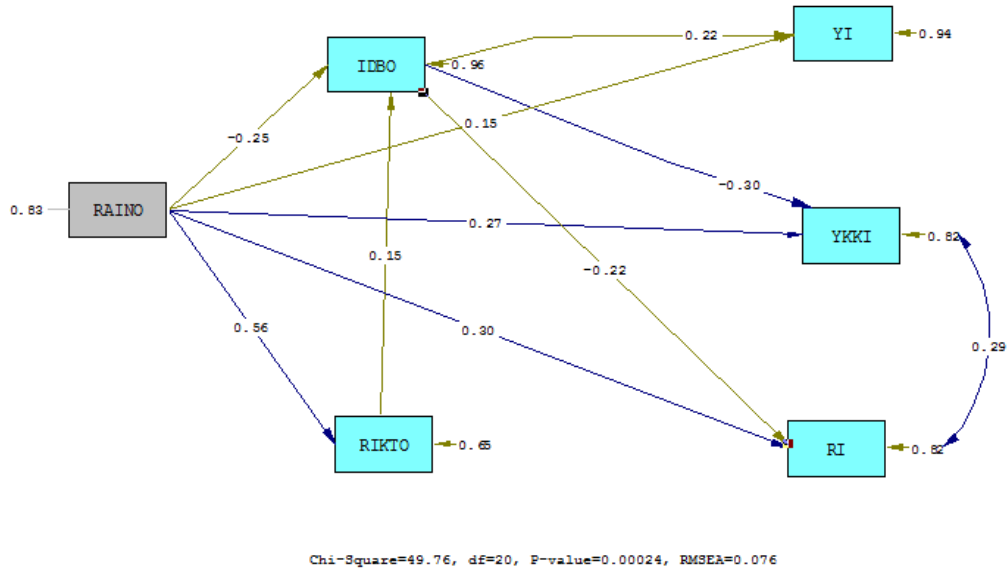 YI
0.94
0.22
IDBO
0.96
0.15
-0.25
-0.30
0.83
RAINO
0.27
YKKI
0.82
0.15
-0.22
0.56
0.30
0.29
RIKTO
0.65
RI
0.82
Chi-Square=49.76, df=20, P-value=0.00024, RMSEA=0.076